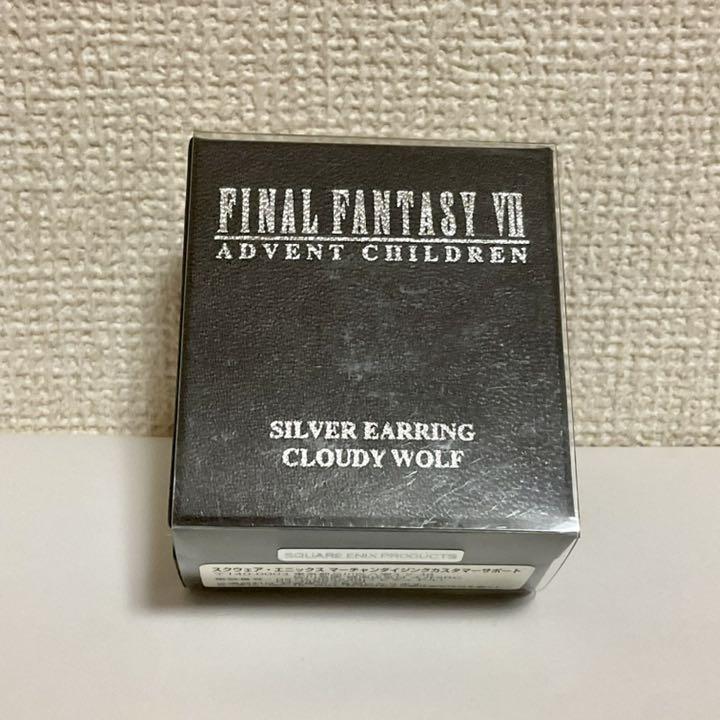 FINAL FANTASY VII
ADVENT CHILDREN
SILVER EARRING
CLOUDY WOLF
SQUARE ENIX PRODUCTS
スクウェア・エニックス マーチャンダイジングカスタマーサポート
〒140-0003